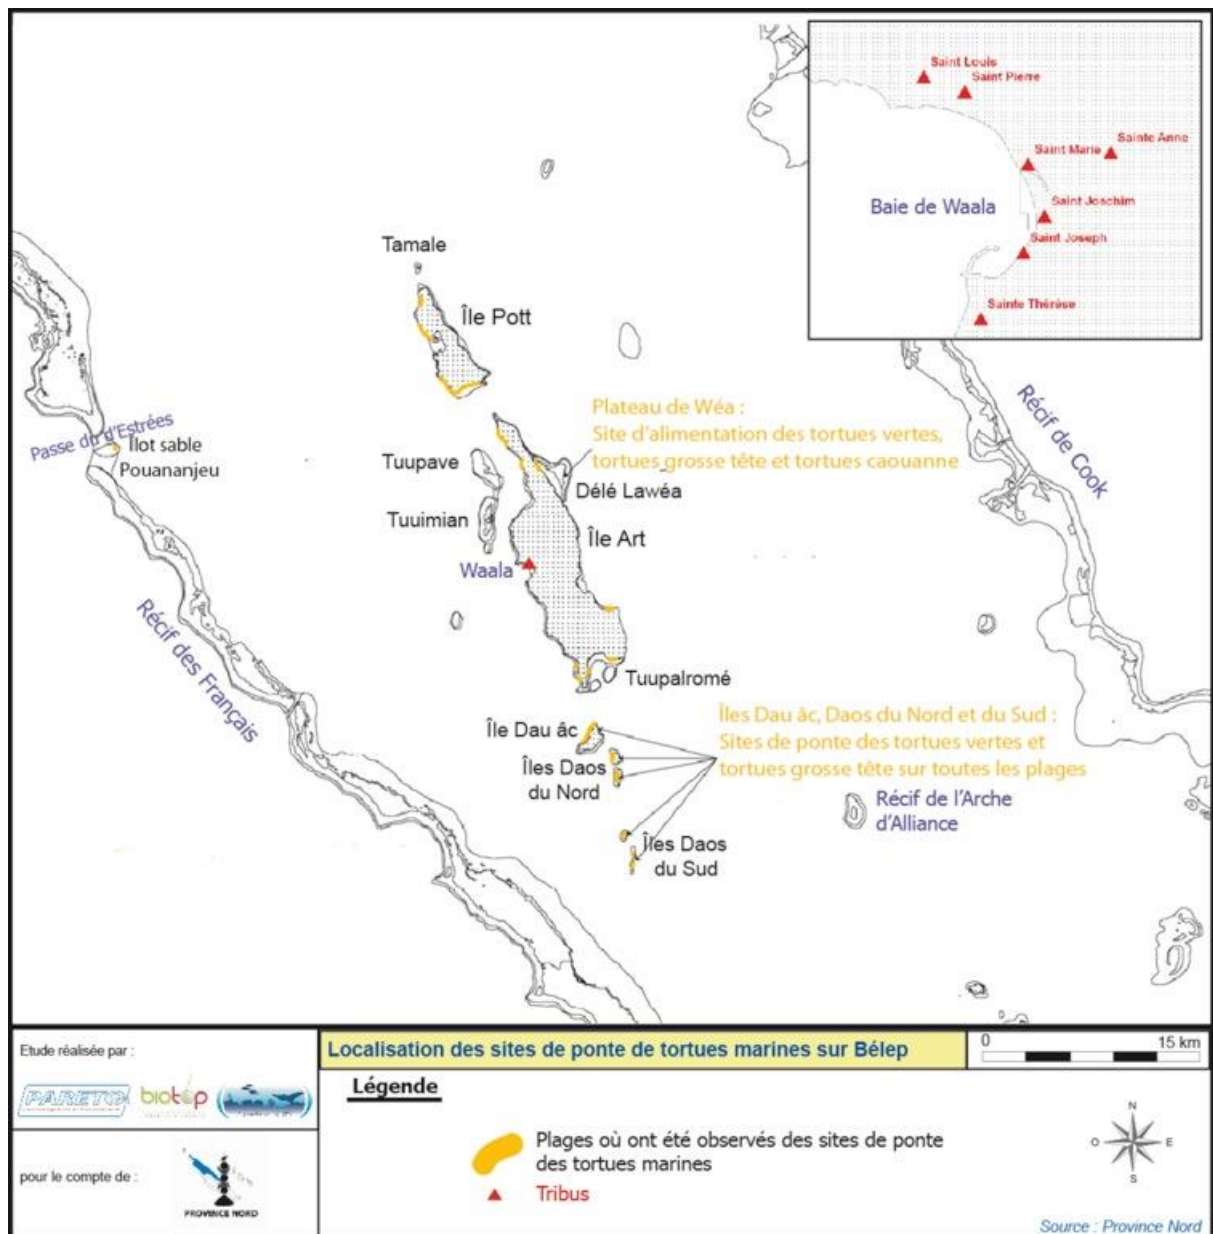 Saint Louis
Saint Pierre
Saint Marie
Sainte Anne
Baie de Waala
Saint Joachim
Saint Joseph
Sainte Thérèse
Tamale
Île Pott
Récif de Cook
Plateau de Wéa :
Site d'alimentation des tortues vertes,
tortues grosse tête et tortues caouanne
Passe du d'Estrées
Îlot sable
Pouananjeu
Tuupave
Délé Lawéa
Tuuimian
Île Art
Waala
Récif des Français
Tuupalromé
Île Dau âc
Îles Daos
du Nord
Îles Dau âc, Daos du Nord et du Sud :
Sites de ponte des tortues vertes et
tortues grosse tête sur toutes les plages
Récif de l'Arche
d'Alliance
Îles Daos
du Sud
Etude réalisée par :
PARETO
biotop
pour le compte de :
PROVINCE NORD
Localisation des sites de ponte de tortues marines sur Bélep
0 15 km
Légende
Plages où ont été observés des sites de ponte
des tortues marines
Tribus
N
O E
S
Source : Province Nord